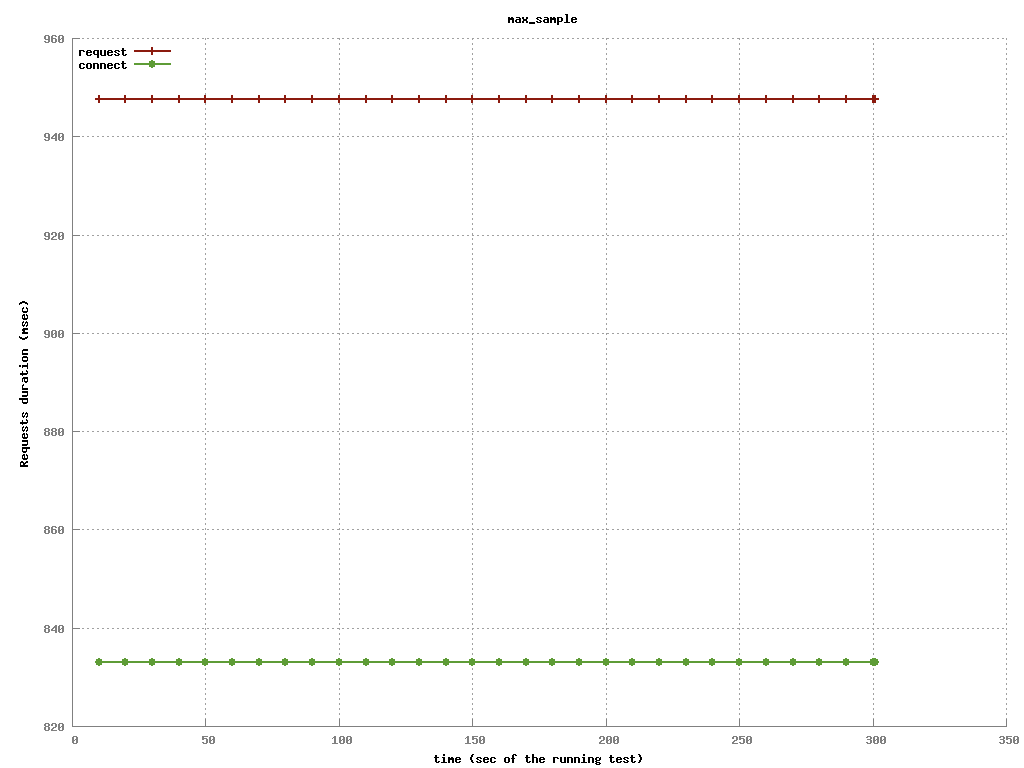 max_sample
960
request
connect
940
920
900
880
860
840
820
Requests duration (msec)
0 50 100 150 200 250 300 350
time (sec of the running test)